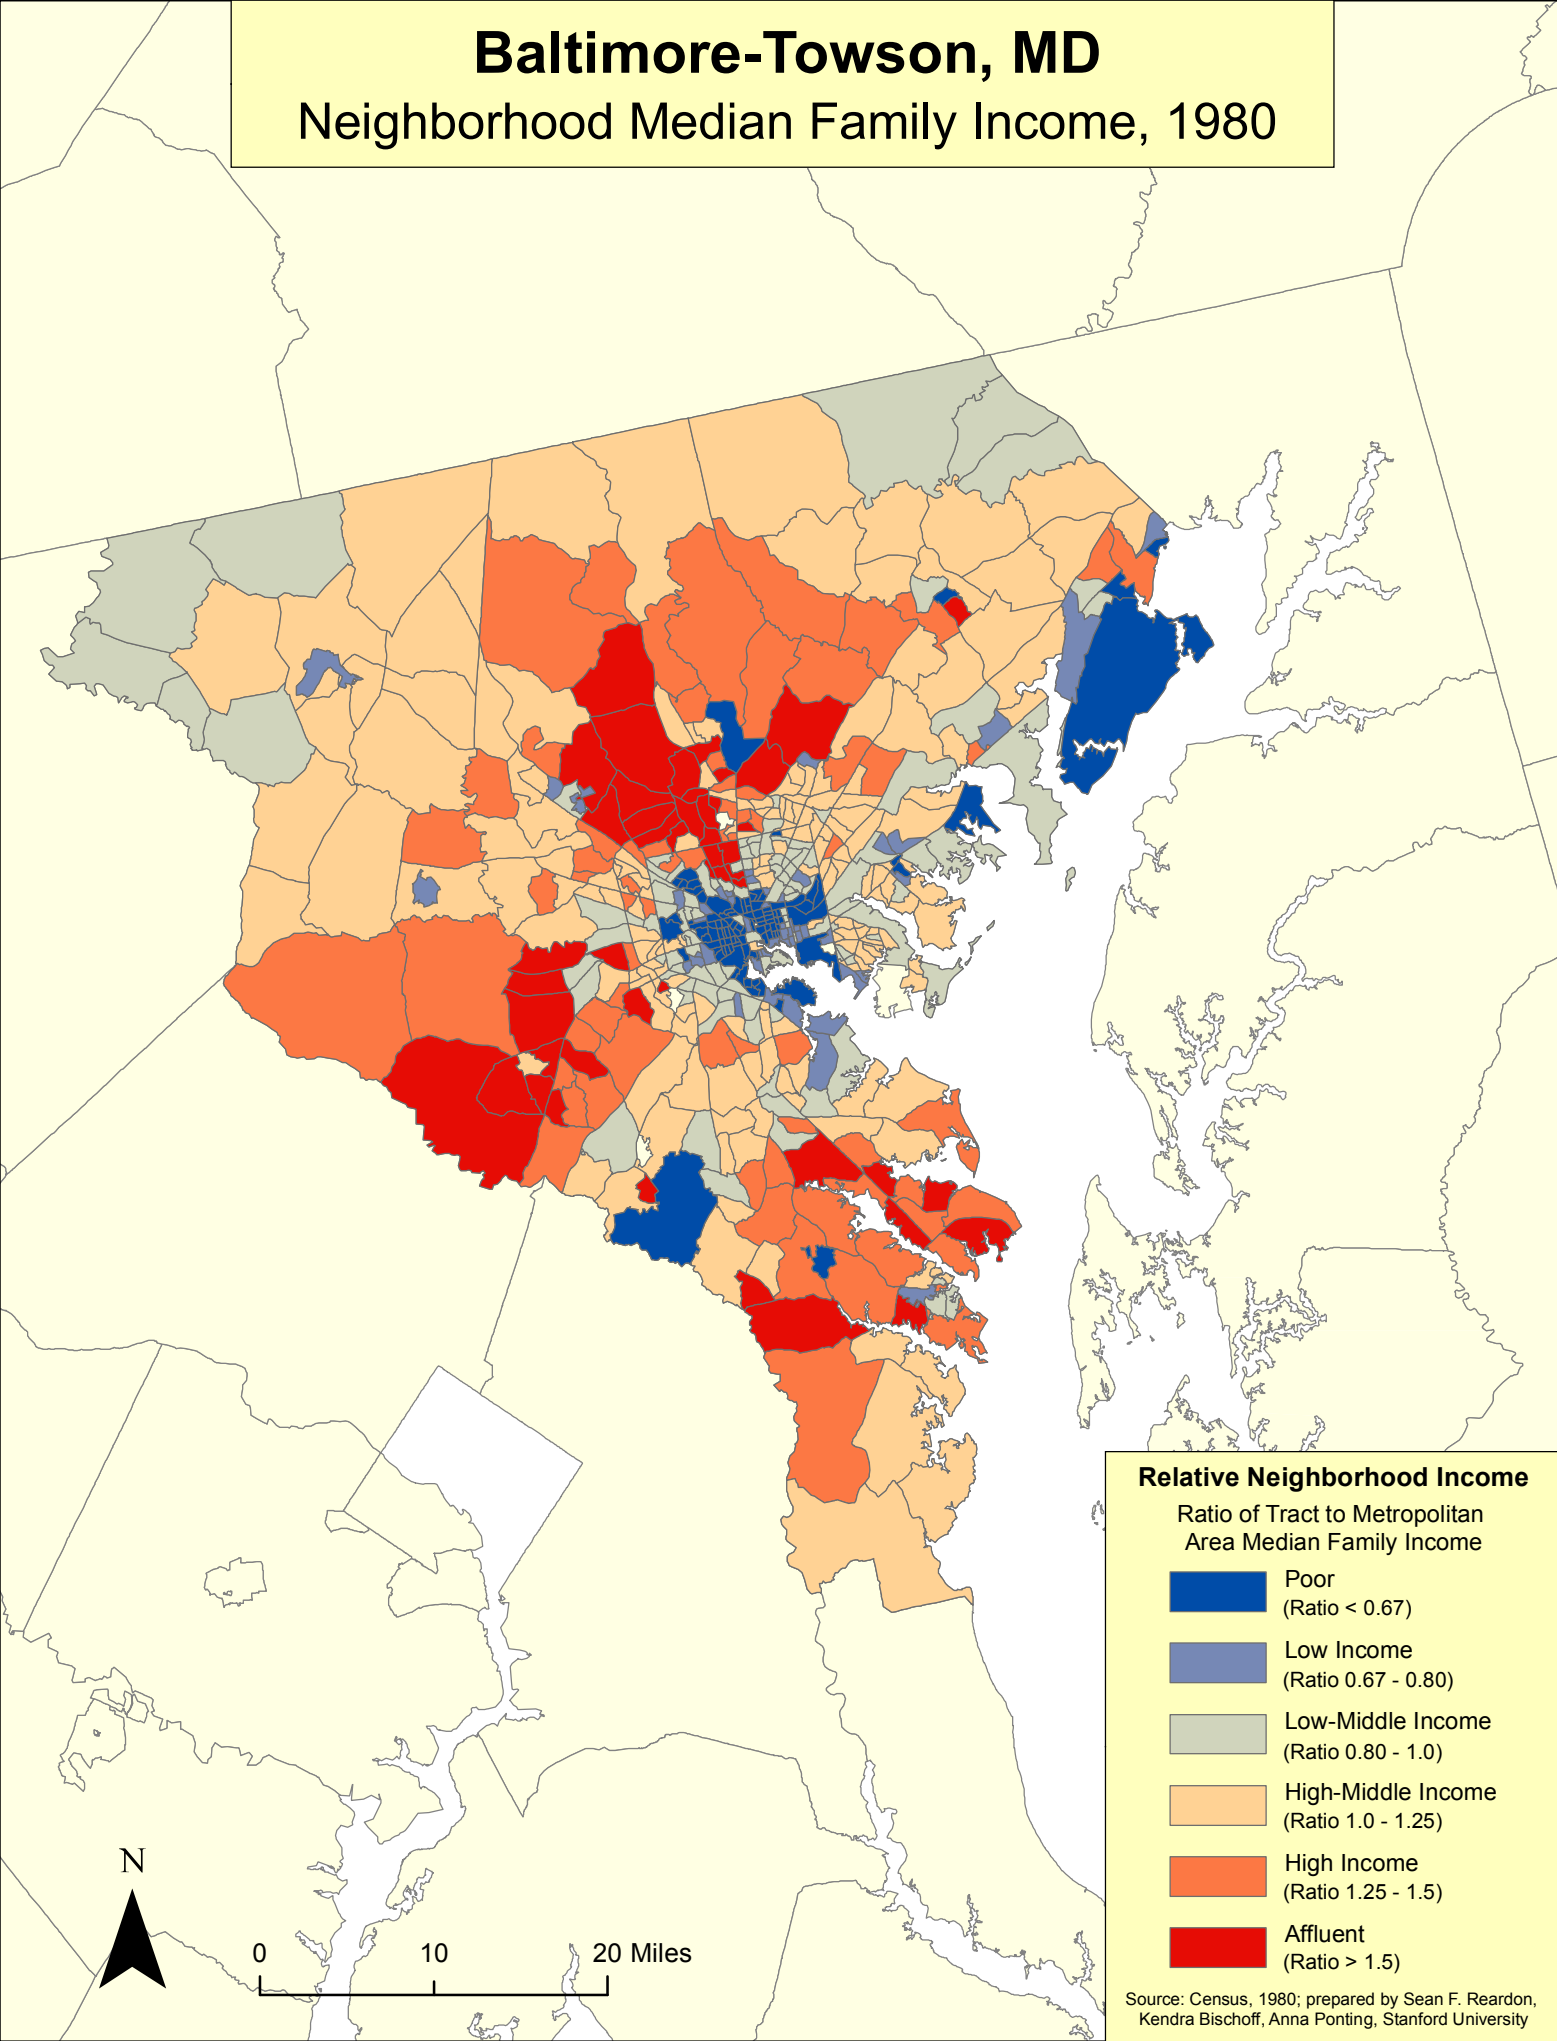 Baltimore-Towson, MD
Neighborhood Median Family Income, 1980
Relative Neighborhood Income
Ratio of Tract to Metropolitan
Area Median Family Income
Poor
(Ratio < 0.67)
Low Income
(Ratio 0.67 - 0.80)
Low-Middle Income
(Ratio 0.80 - 1.0)
High-Middle Income
(Ratio 1.0 - 1.25)
High Income
(Ratio 1.25 - 1.5)
Affluent
(Ratio > 1.5)
Source: Census, 1980; prepared by Sean F. Reardon,
Kendra Bischoff, Anna Ponting, Stanford University
N
0 10 20 Miles